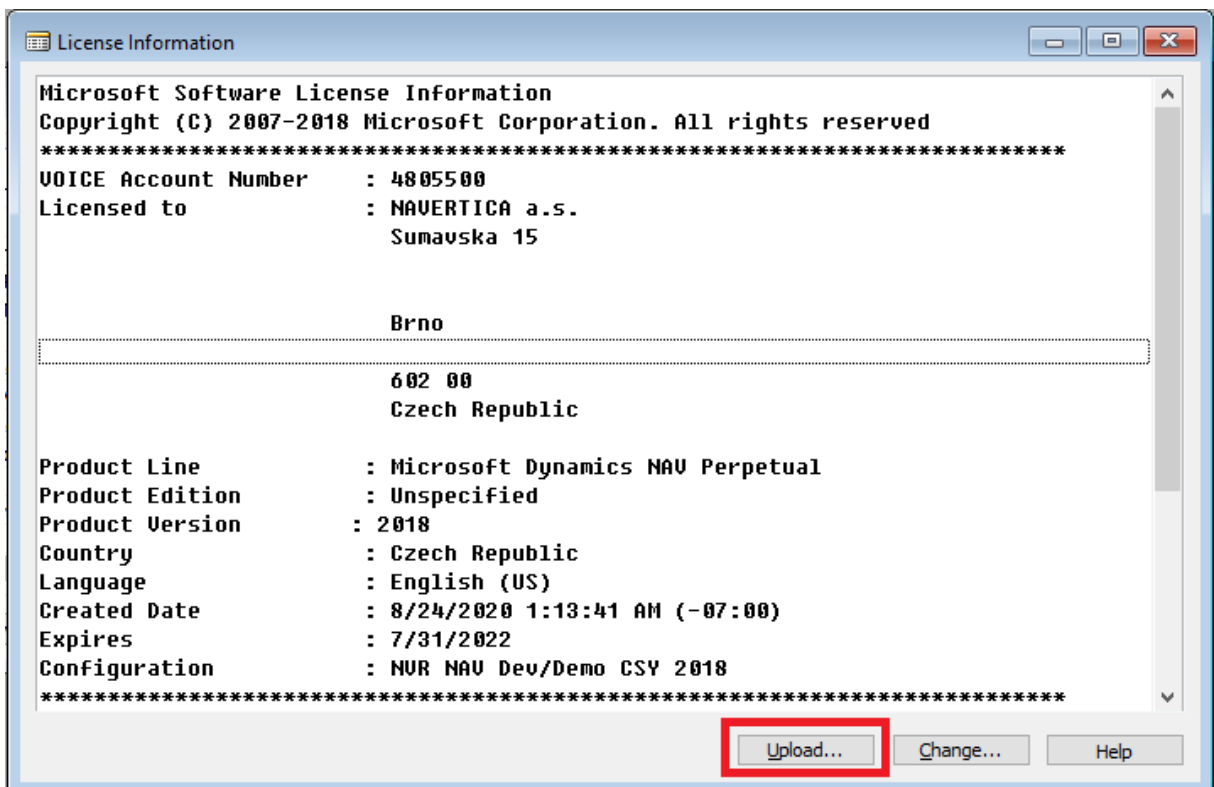 License Information
Microsoft Software License Information
Copyright (C) 2007-2018 Microsoft Corporation. All rights reserved
****************************************************************************
VOICE Account Number : 4805500
Licensed to : NAVERTICA a.s.
Sumavska 15
Brno
602 00
Czech Republic
Product Line : Microsoft Dynamics NAV Perpetual
Product Edition : Unspecified
Product Version : 2018
Country : Czech Republic
Language : English (US)
Created Date : 8/24/2020 1:13:41 AM (-07:00)
Expires : 7/31/2022
Configuration : NVR NAV Dev/Demo CSY 2018
****************************************************************************
Upload... Change... Help